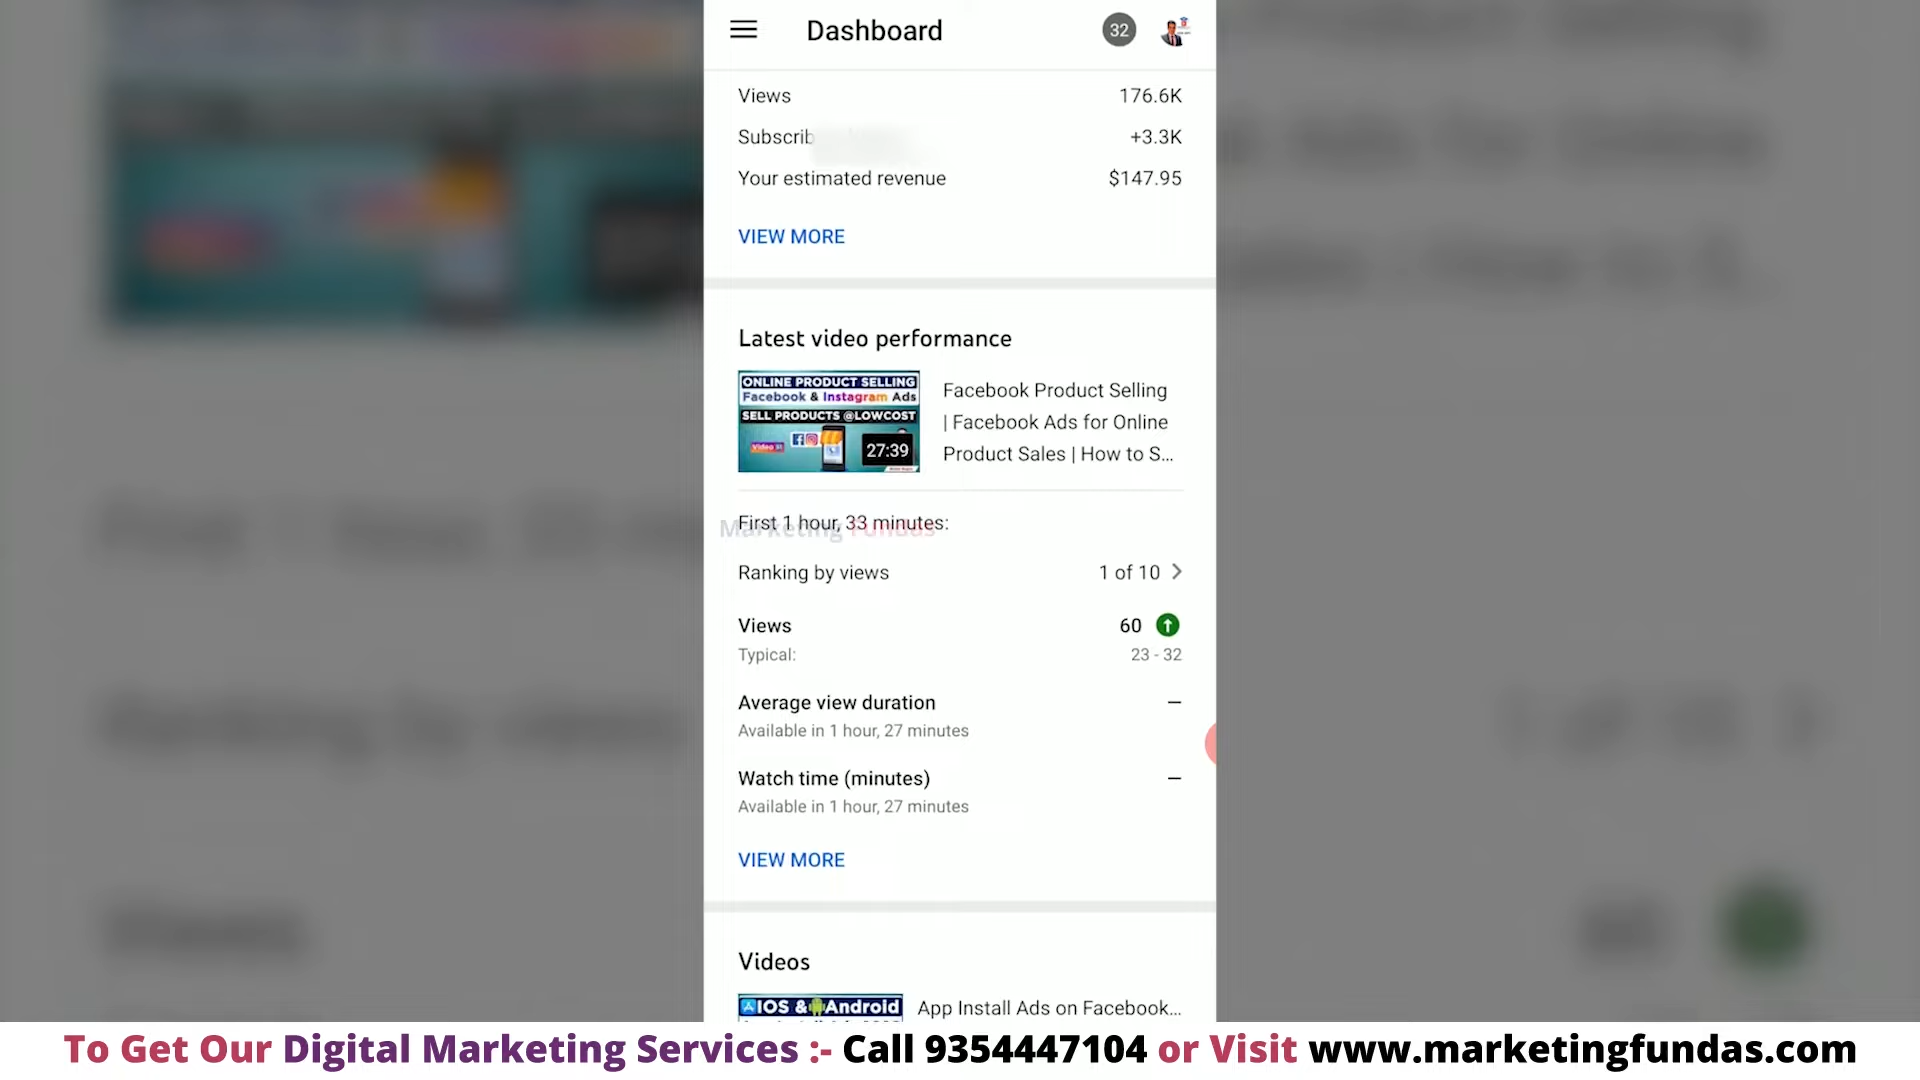 Dashboard
32
Views
176.6K
Subscrib
+3.3K
Your estimated revenue
$147.95
VIEW MORE
Latest video performance
ONLINE PRODUCT SELLING
Facebook & Instagram Ads
SELL PRODUCTS @LOWCOST
27:39
Facebook Product Selling
| Facebook Ads for Online
Product Sales | How to S...
First 1 hour, 33 minutes:
Marketing Fundas
Ranking by views
1 of 10
Views
60
Typical:
23 - 32
Average view duration
–
Available in 1 hour, 27 minutes
Watch time (minutes)
–
Available in 1 hour, 27 minutes
VIEW MORE
Videos
IOS & Android
App Install Ads on Facebook...
To Get Our Digital Marketing Services :- Call 9354447104 or Visit www.marketingfundas.com